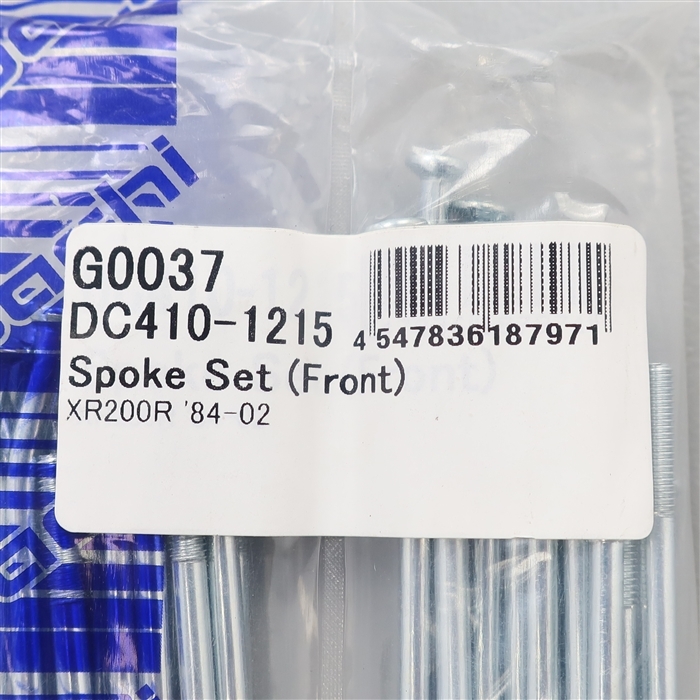 G0037
DC410-1215
4 547836 187971
Spoke Set (Front)
XR200R '84-02